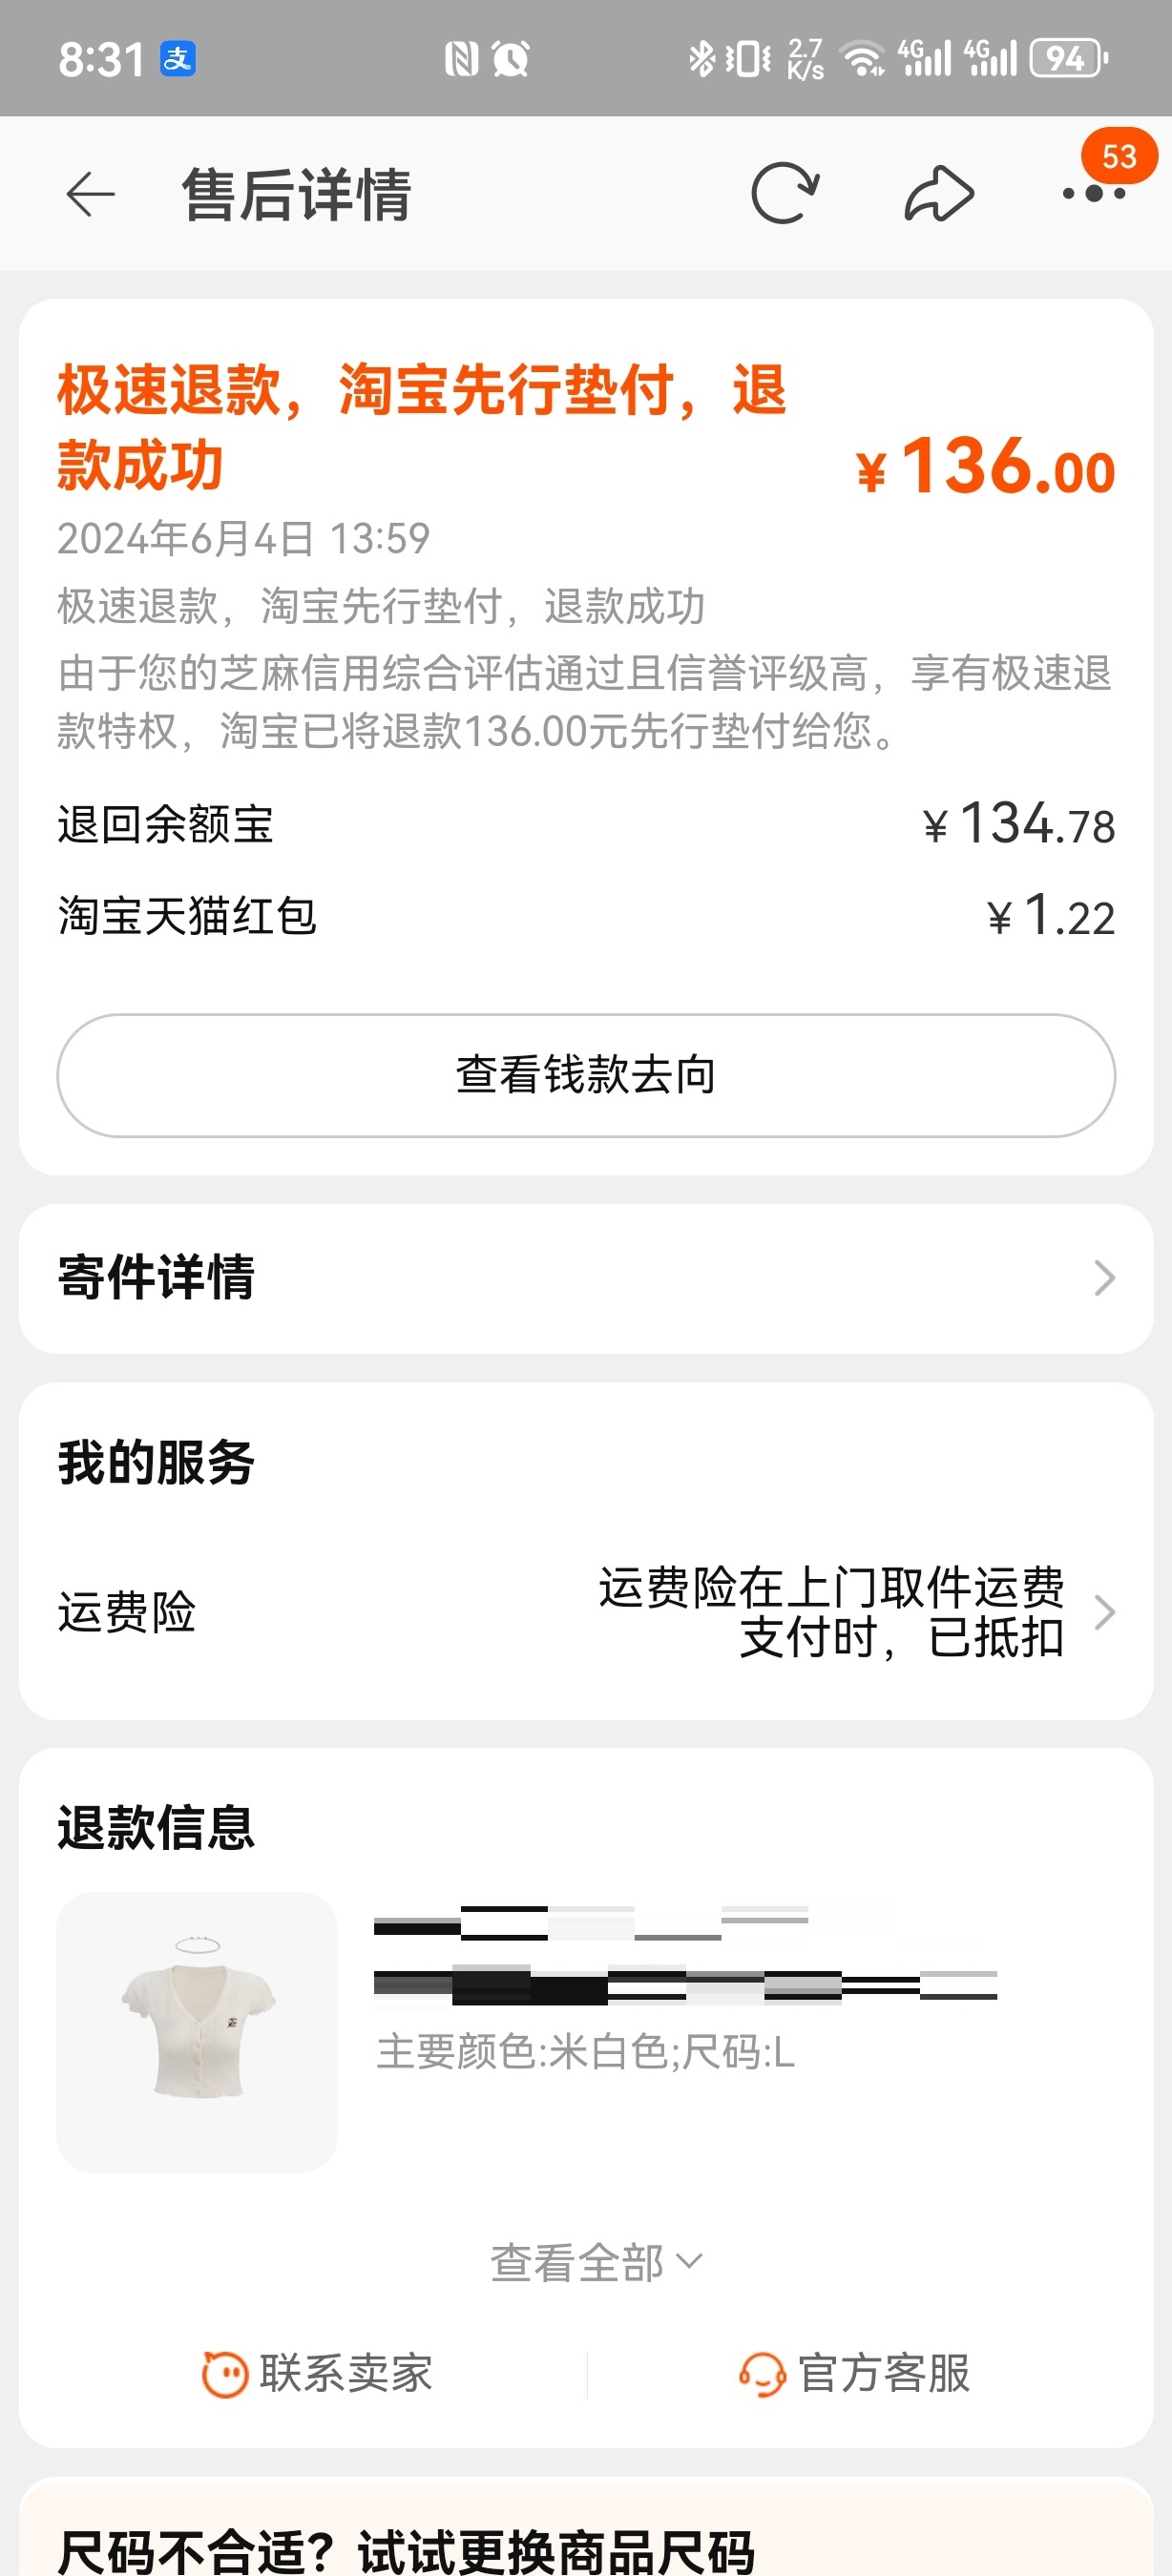 8:31 支 2.7 K/s 4G 4G 94
售后详情
53
极速退款，淘宝先行垫付，退
款成功
¥136.00
2024年6月4日 13:59
极速退款，淘宝先行垫付，退款成功
由于您的芝麻信用综合评估通过且信誉评级高，享有极速退
款特权，淘宝已将退款136.00元先行垫付给您。
退回余额宝 ¥134.78
淘宝天猫红包 ¥1.22
查看钱款去向
寄件详情
我的服务
运费险
运费险在上门取件运费
支付时，已抵扣
退款信息
主要颜色:米白色;尺码:L
查看全部
联系卖家 官方客服
尺码不合适？试试更换商品尺码